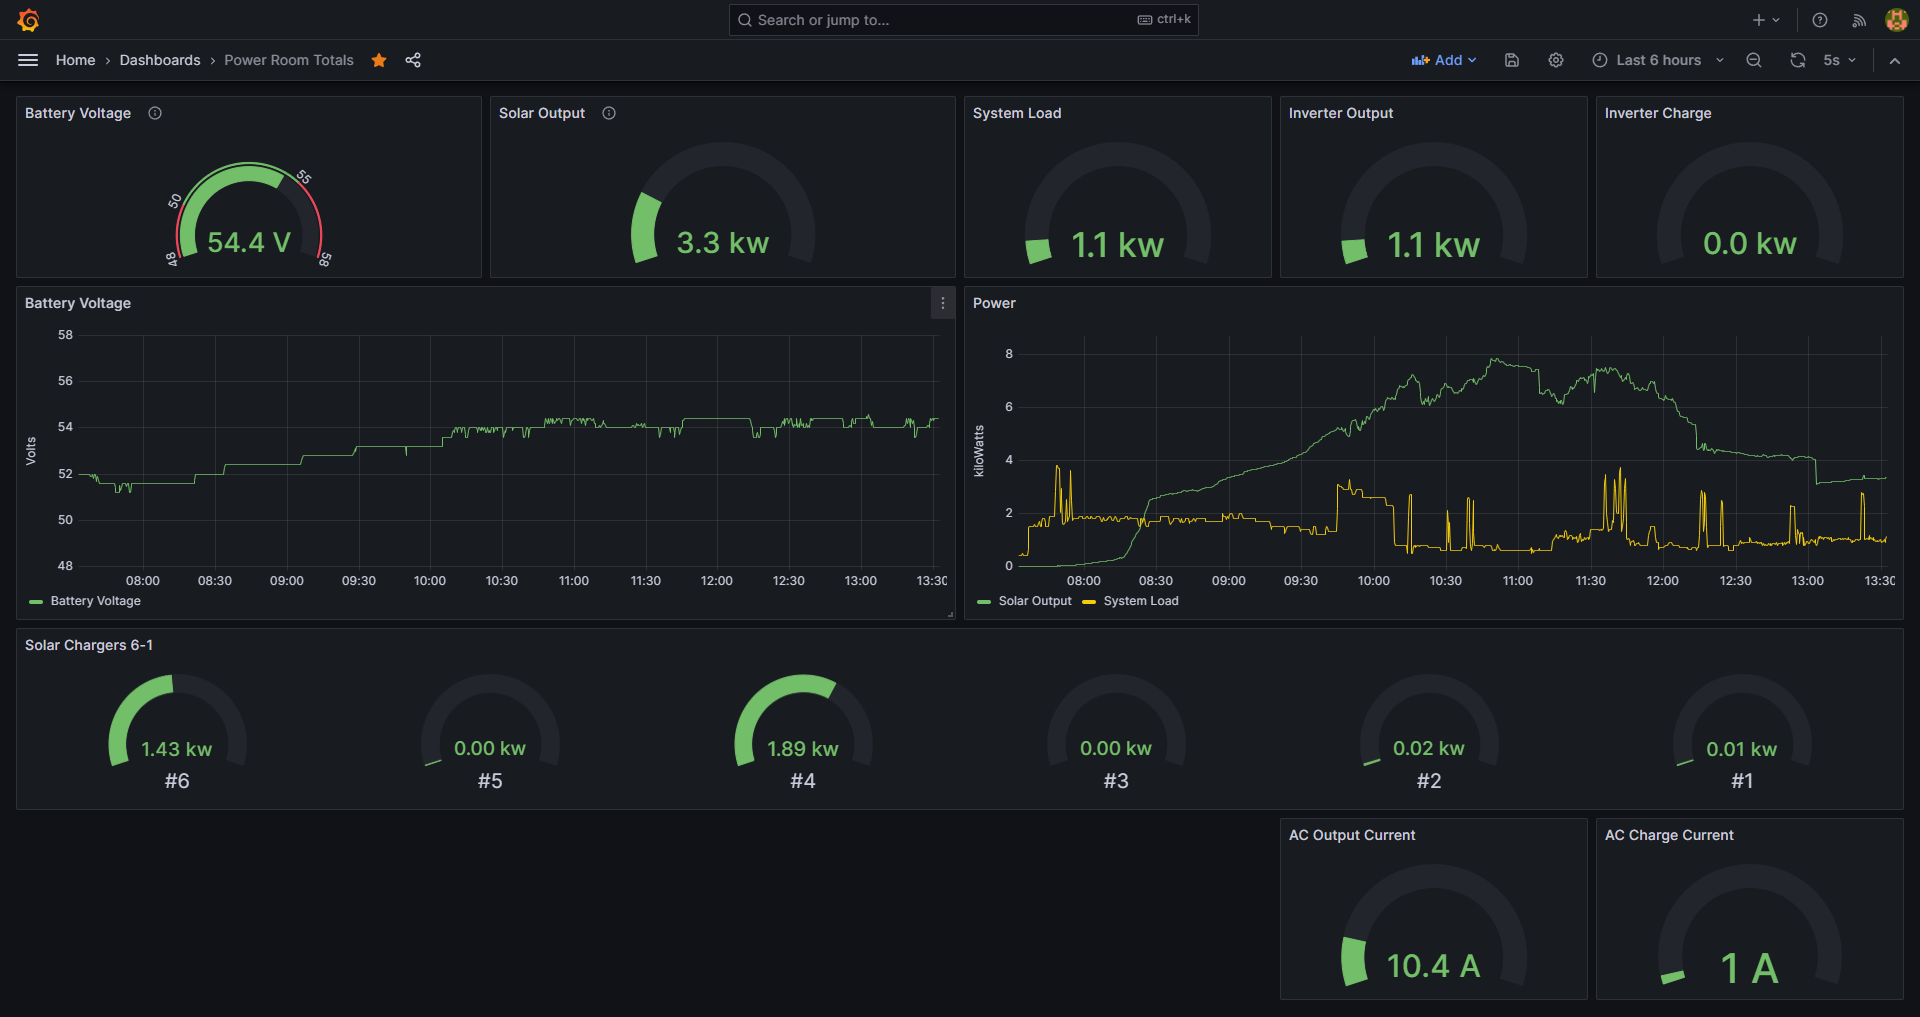 Search or jump to...
ctrl+k
Home › Dashboards › Power Room Totals
Add
Last 6 hours
5s
Battery Voltage
48
50
55
58
54.4 V
Solar Output
3.3 kw
System Load
1.1 kw
Inverter Output
1.1 kw
Inverter Charge
0.0 kw
Battery Voltage
Volts
58
56
54
52
50
48
08:00 08:30 09:00 09:30 10:00 10:30 11:00 11:30 12:00 12:30 13:00 13:30
Battery Voltage
Power
kiloWatts
8
6
4
2
0
08:00 08:30 09:00 09:30 10:00 10:30 11:00 11:30 12:00 12:30 13:00 13:30
Solar Output System Load
Solar Chargers 6-1
1.43 kw 0.00 kw 1.89 kw 0.00 kw 0.02 kw 0.01 kw
#6 #5 #4 #3 #2 #1
AC Output Current
10.4 A
AC Charge Current
1 A